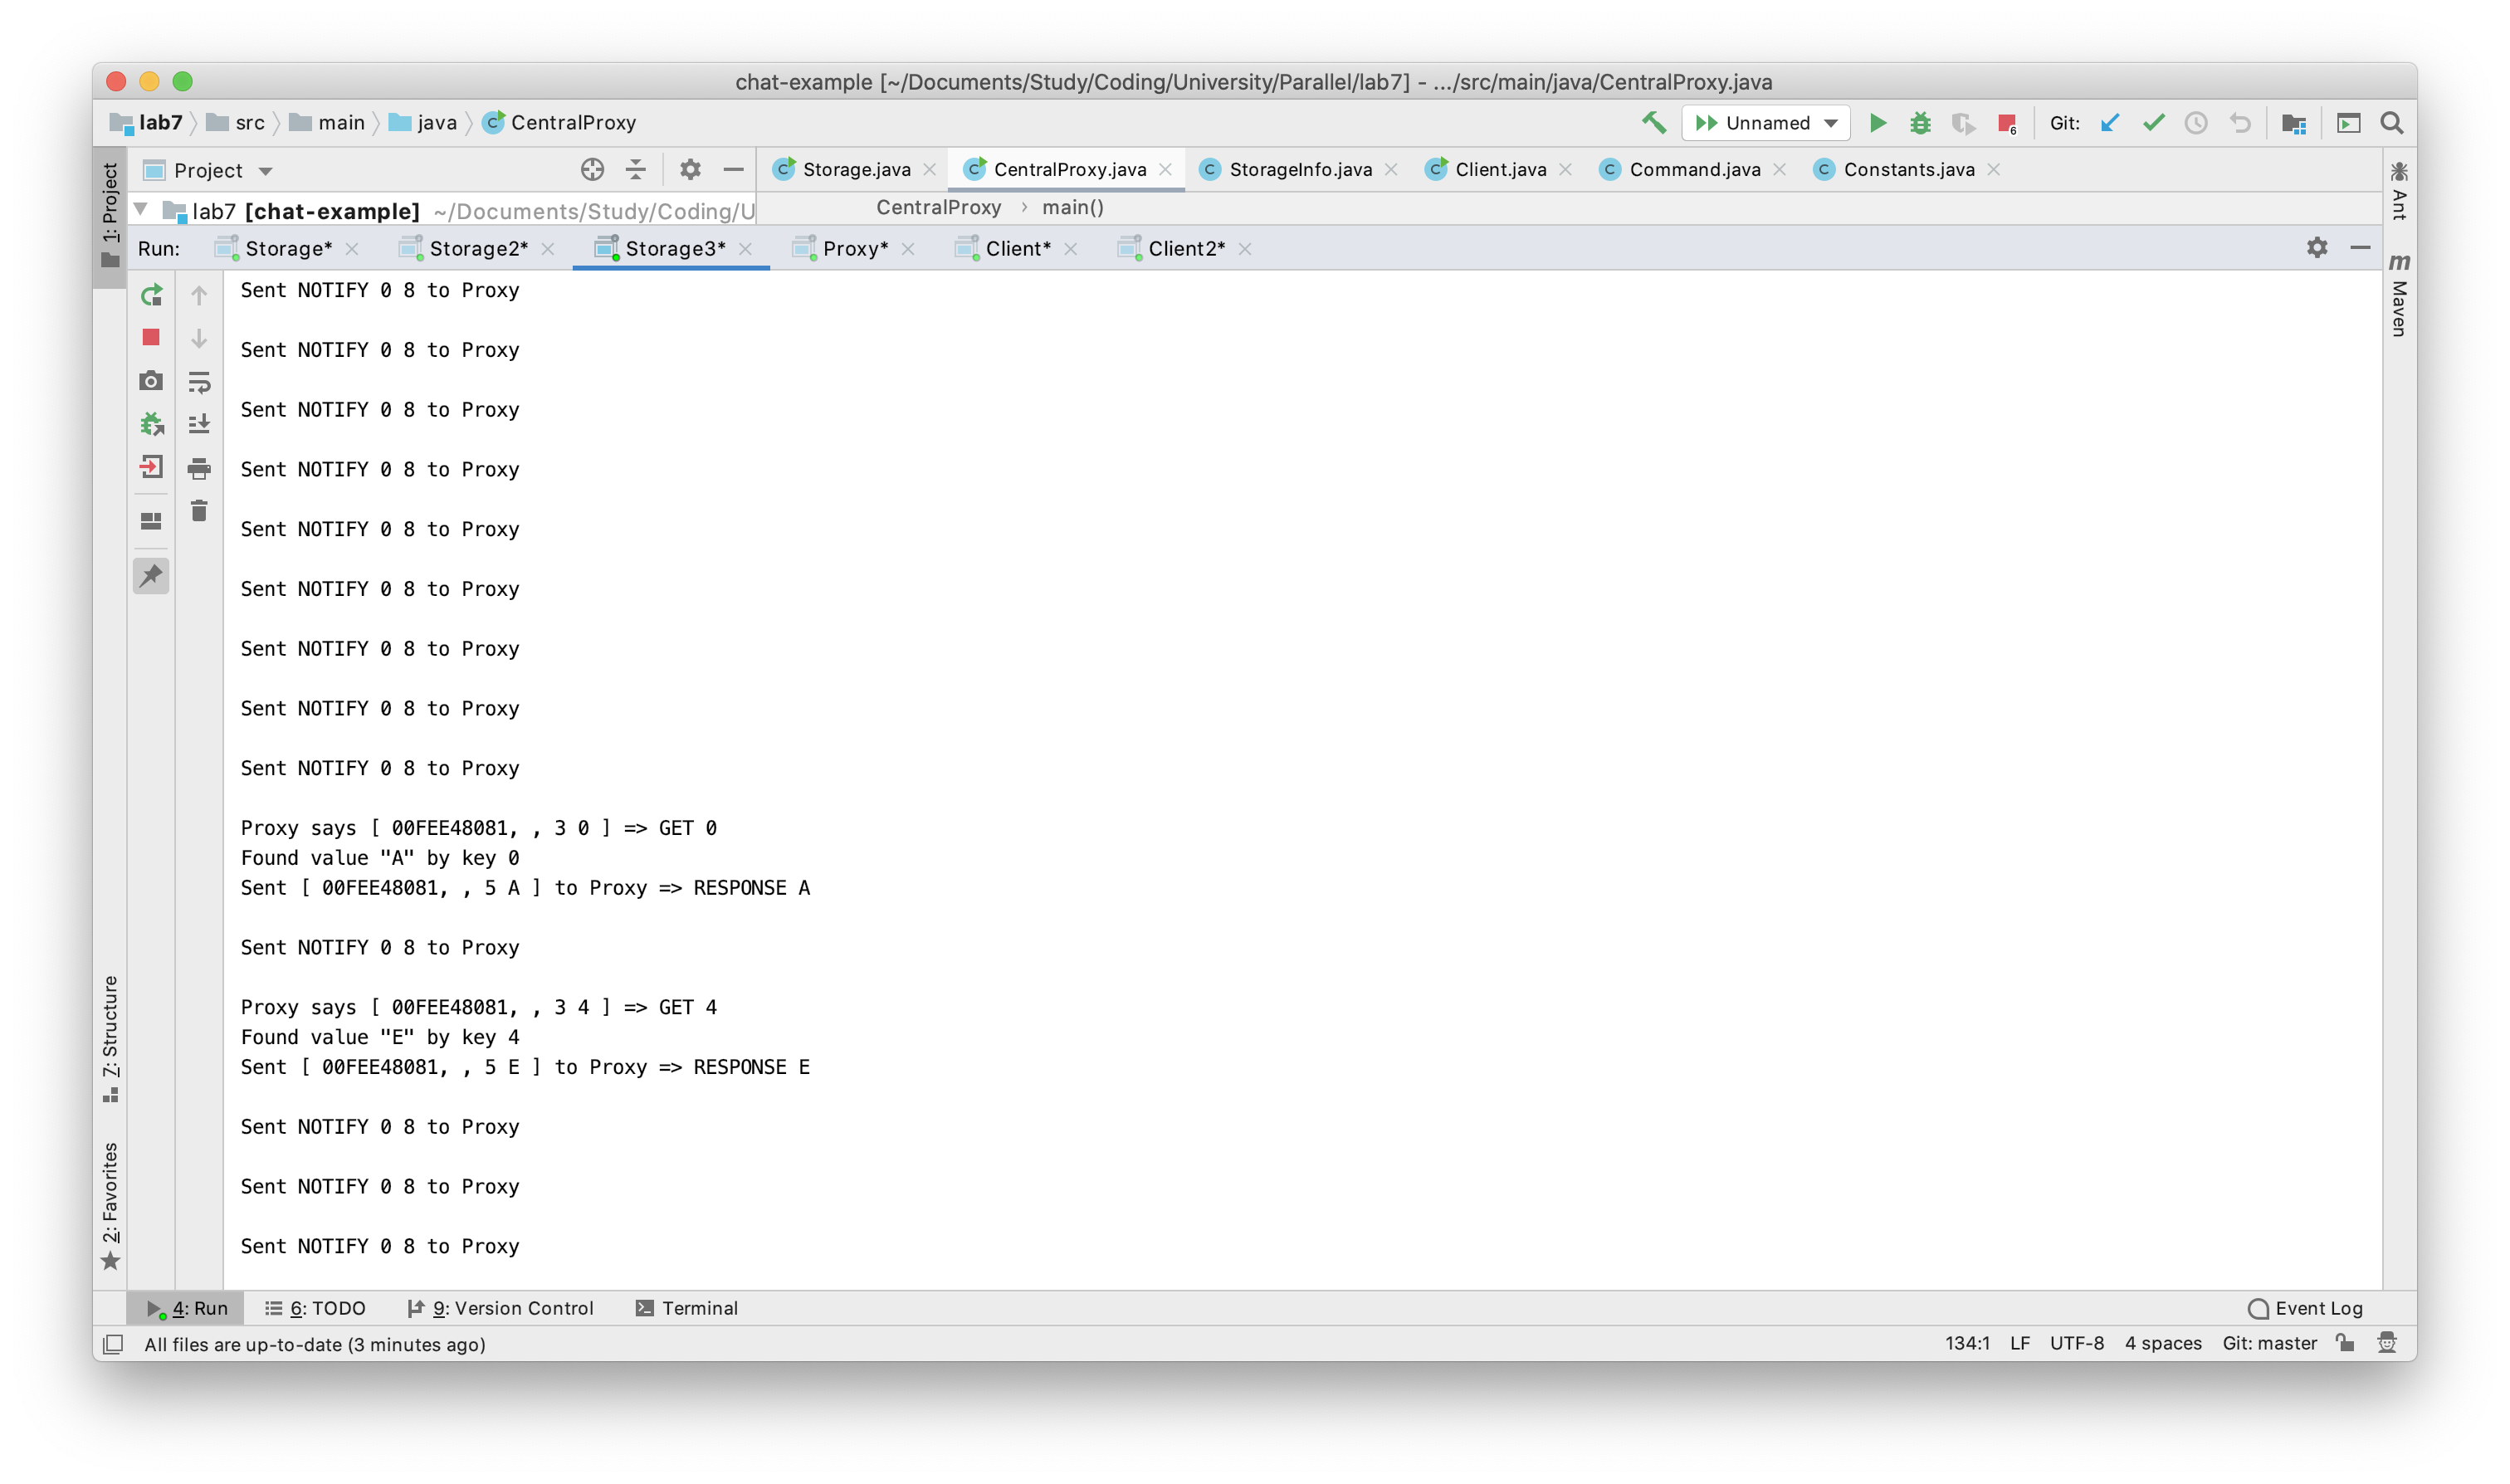 chat-example [~/Documents/Study/Coding/University/Parallel/lab7] - .../src/main/java/CentralProxy.java
lab7 src main java CentralProxy Unnamed 6 Git:
1: Project Project Storage.java CentralProxy.java StorageInfo.java Client.java Command.java Constants.java Ant
lab7 [chat-example] ~/Documents/Study/Coding/U CentralProxy › main()
Run: Storage* Storage2* Storage3* Proxy* Client* Client2*
m Maven
Sent NOTIFY 0 8 to Proxy
Sent NOTIFY 0 8 to Proxy
Sent NOTIFY 0 8 to Proxy
Sent NOTIFY 0 8 to Proxy
Sent NOTIFY 0 8 to Proxy
Sent NOTIFY 0 8 to Proxy
Sent NOTIFY 0 8 to Proxy
Sent NOTIFY 0 8 to Proxy
Sent NOTIFY 0 8 to Proxy
Proxy says [ 00FEE48081, , 3 0 ] => GET 0
Found value "A" by key 0
Sent [ 00FEE48081, , 5 A ] to Proxy => RESPONSE A
Sent NOTIFY 0 8 to Proxy
Proxy says [ 00FEE48081, , 3 4 ] => GET 4
Found value "E" by key 4
Sent [ 00FEE48081, , 5 E ] to Proxy => RESPONSE E
Sent NOTIFY 0 8 to Proxy
Sent NOTIFY 0 8 to Proxy
Sent NOTIFY 0 8 to Proxy
7: Structure
2: Favorites
4: Run 6: TODO 9: Version Control Terminal Event Log
All files are up-to-date (3 minutes ago) 134:1 LF UTF-8 4 spaces Git: master